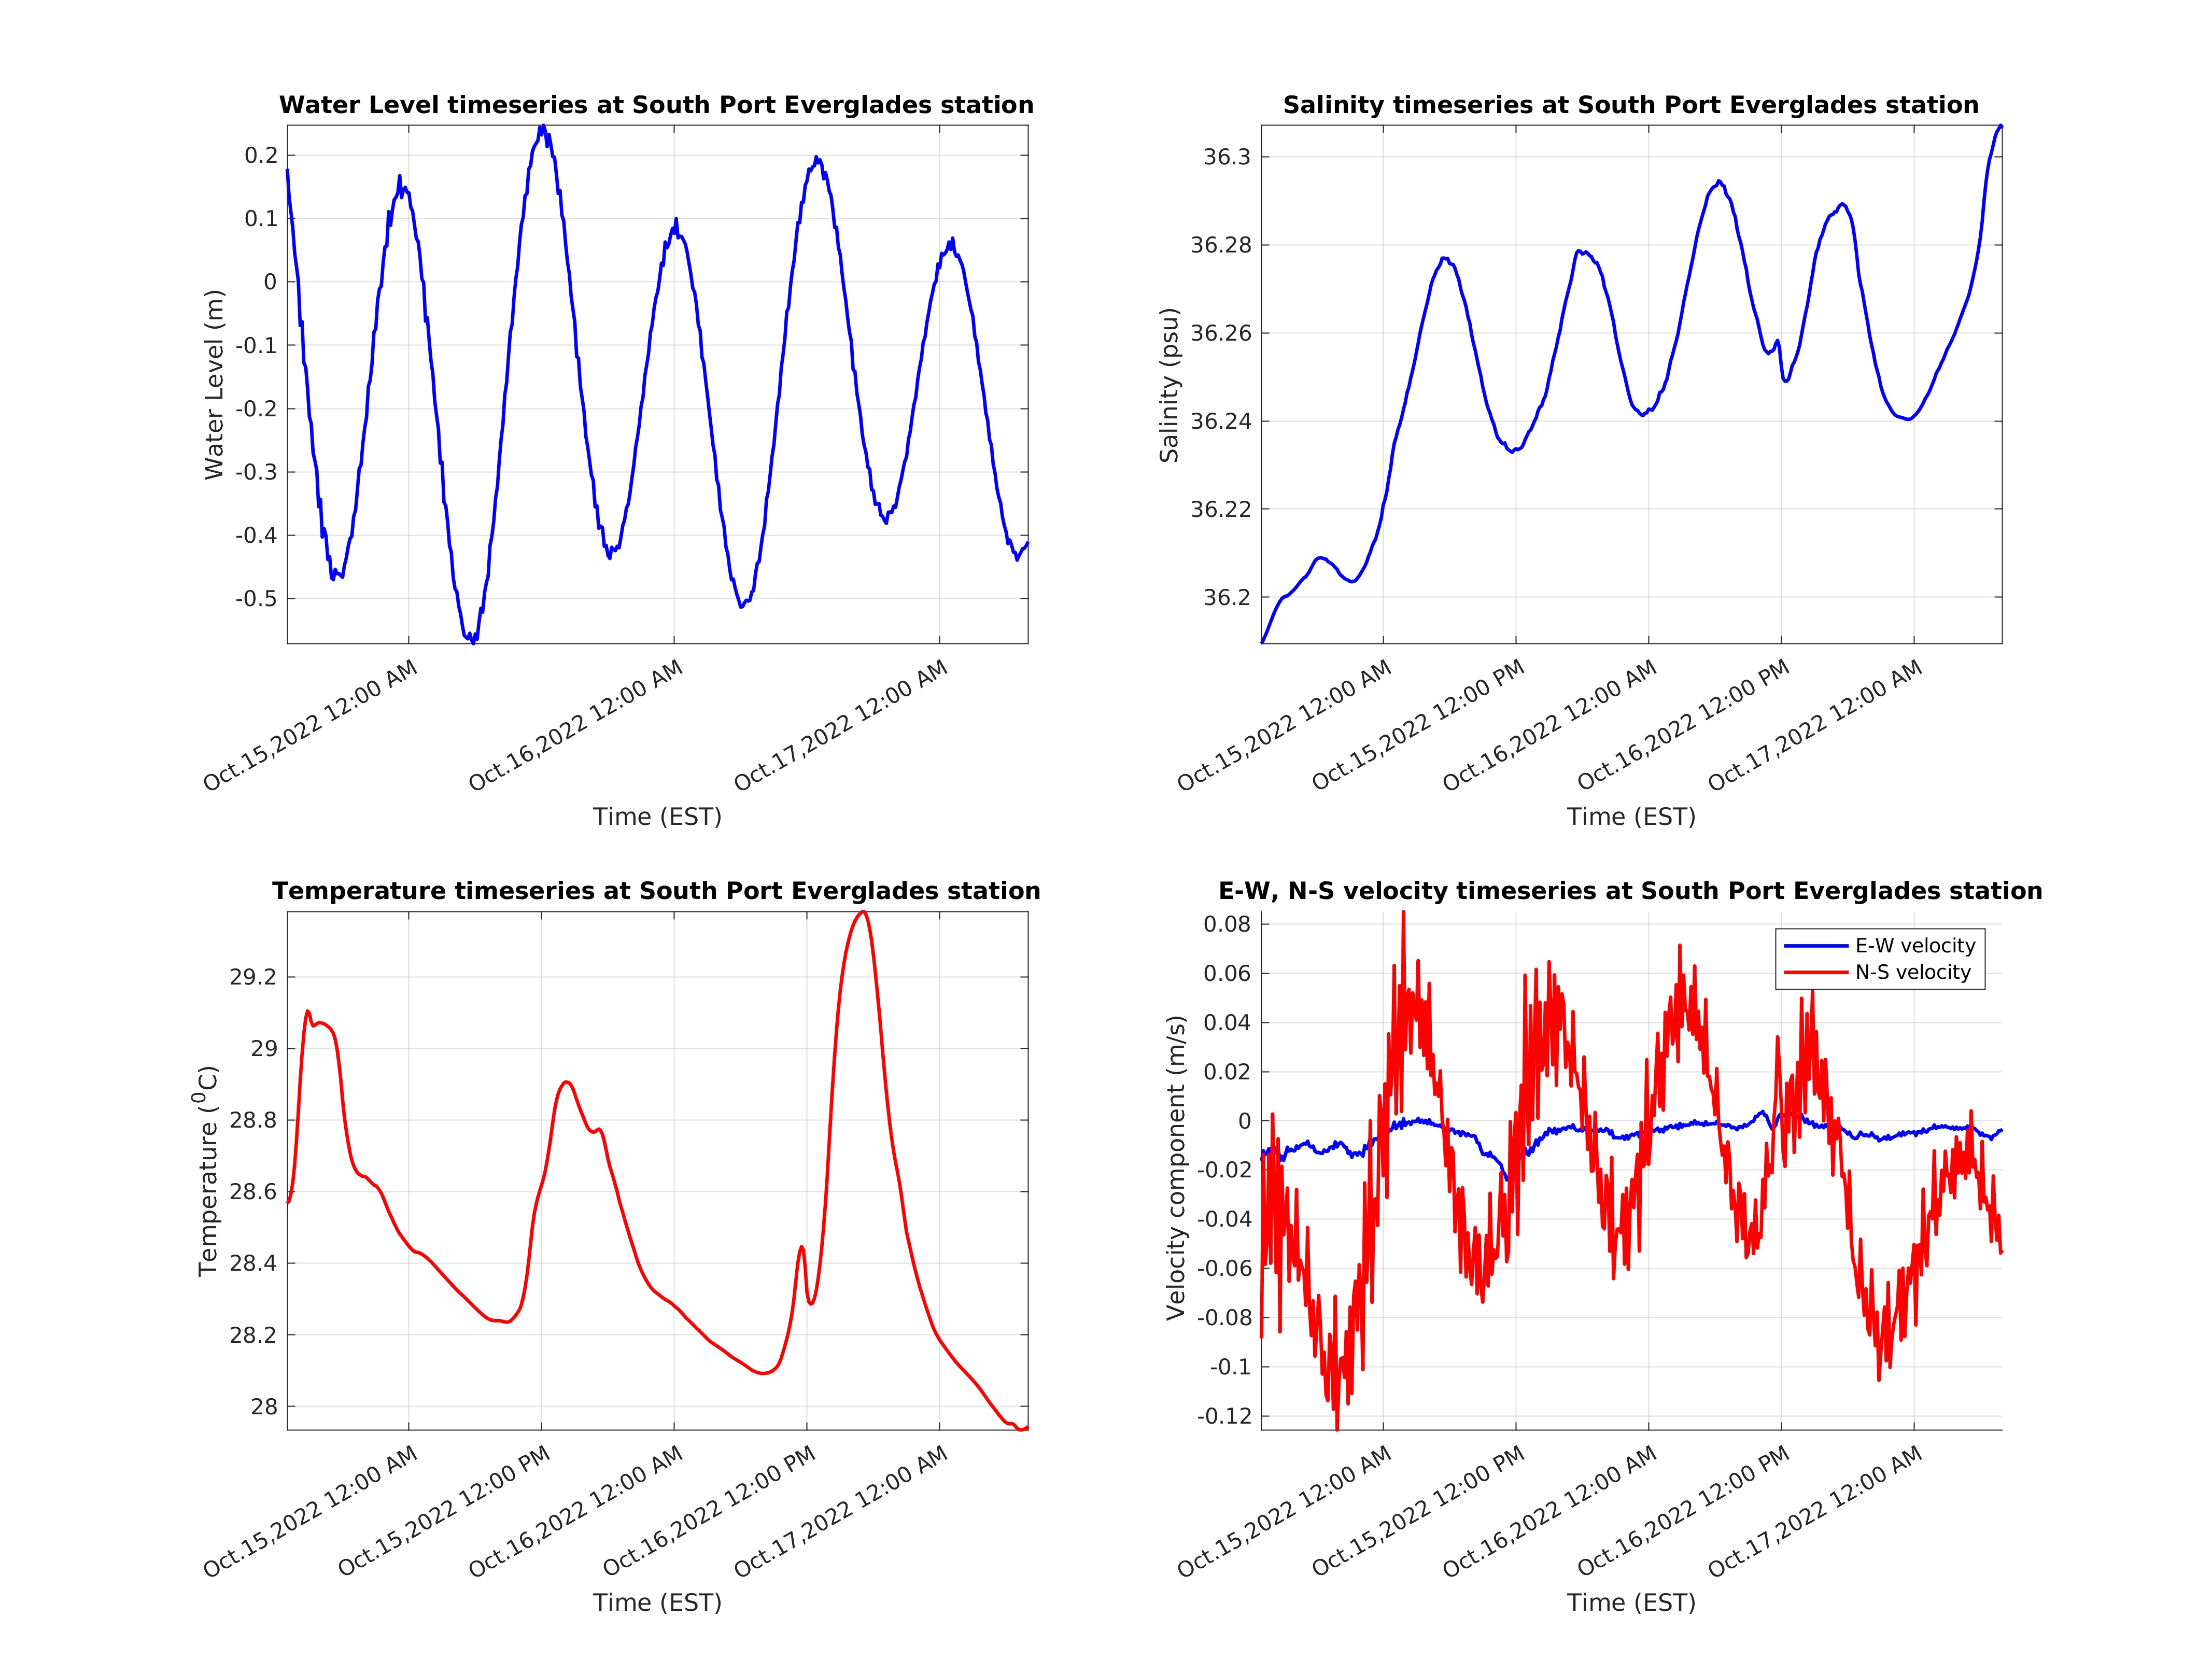 Water Level timeseries at South Port Everglades station
0.2
0.1
0
-0.1
-0.2
-0.3
-0.4
-0.5
Water Level (m)
Oct.15,2022 12:00 AM
Oct.16,2022 12:00 AM
Oct.17,2022 12:00 AM
Time (EST)
Salinity timeseries at South Port Everglades station
36.3
36.28
36.26
36.24
36.22
36.2
Salinity (psu)
Oct.15,2022 12:00 AM
Oct.15,2022 12:00 PM
Oct.16,2022 12:00 AM
Oct.16,2022 12:00 PM
Oct.17,2022 12:00 AM
Time (EST)
Temperature timeseries at South Port Everglades station
29.2
29
28.8
28.6
28.4
28.2
28
Temperature (⁰C)
Oct.15,2022 12:00 AM
Oct.15,2022 12:00 PM
Oct.16,2022 12:00 AM
Oct.16,2022 12:00 PM
Oct.17,2022 12:00 AM
Time (EST)
E-W, N-S velocity timeseries at South Port Everglades station
0.08
0.06
0.04
0.02
0
-0.02
-0.04
-0.06
-0.08
-0.1
-0.12
Velocity component (m/s)
E-W velocity
N-S velocity
Oct.15,2022 12:00 AM
Oct.15,2022 12:00 PM
Oct.16,2022 12:00 AM
Oct.16,2022 12:00 PM
Oct.17,2022 12:00 AM
Time (EST)